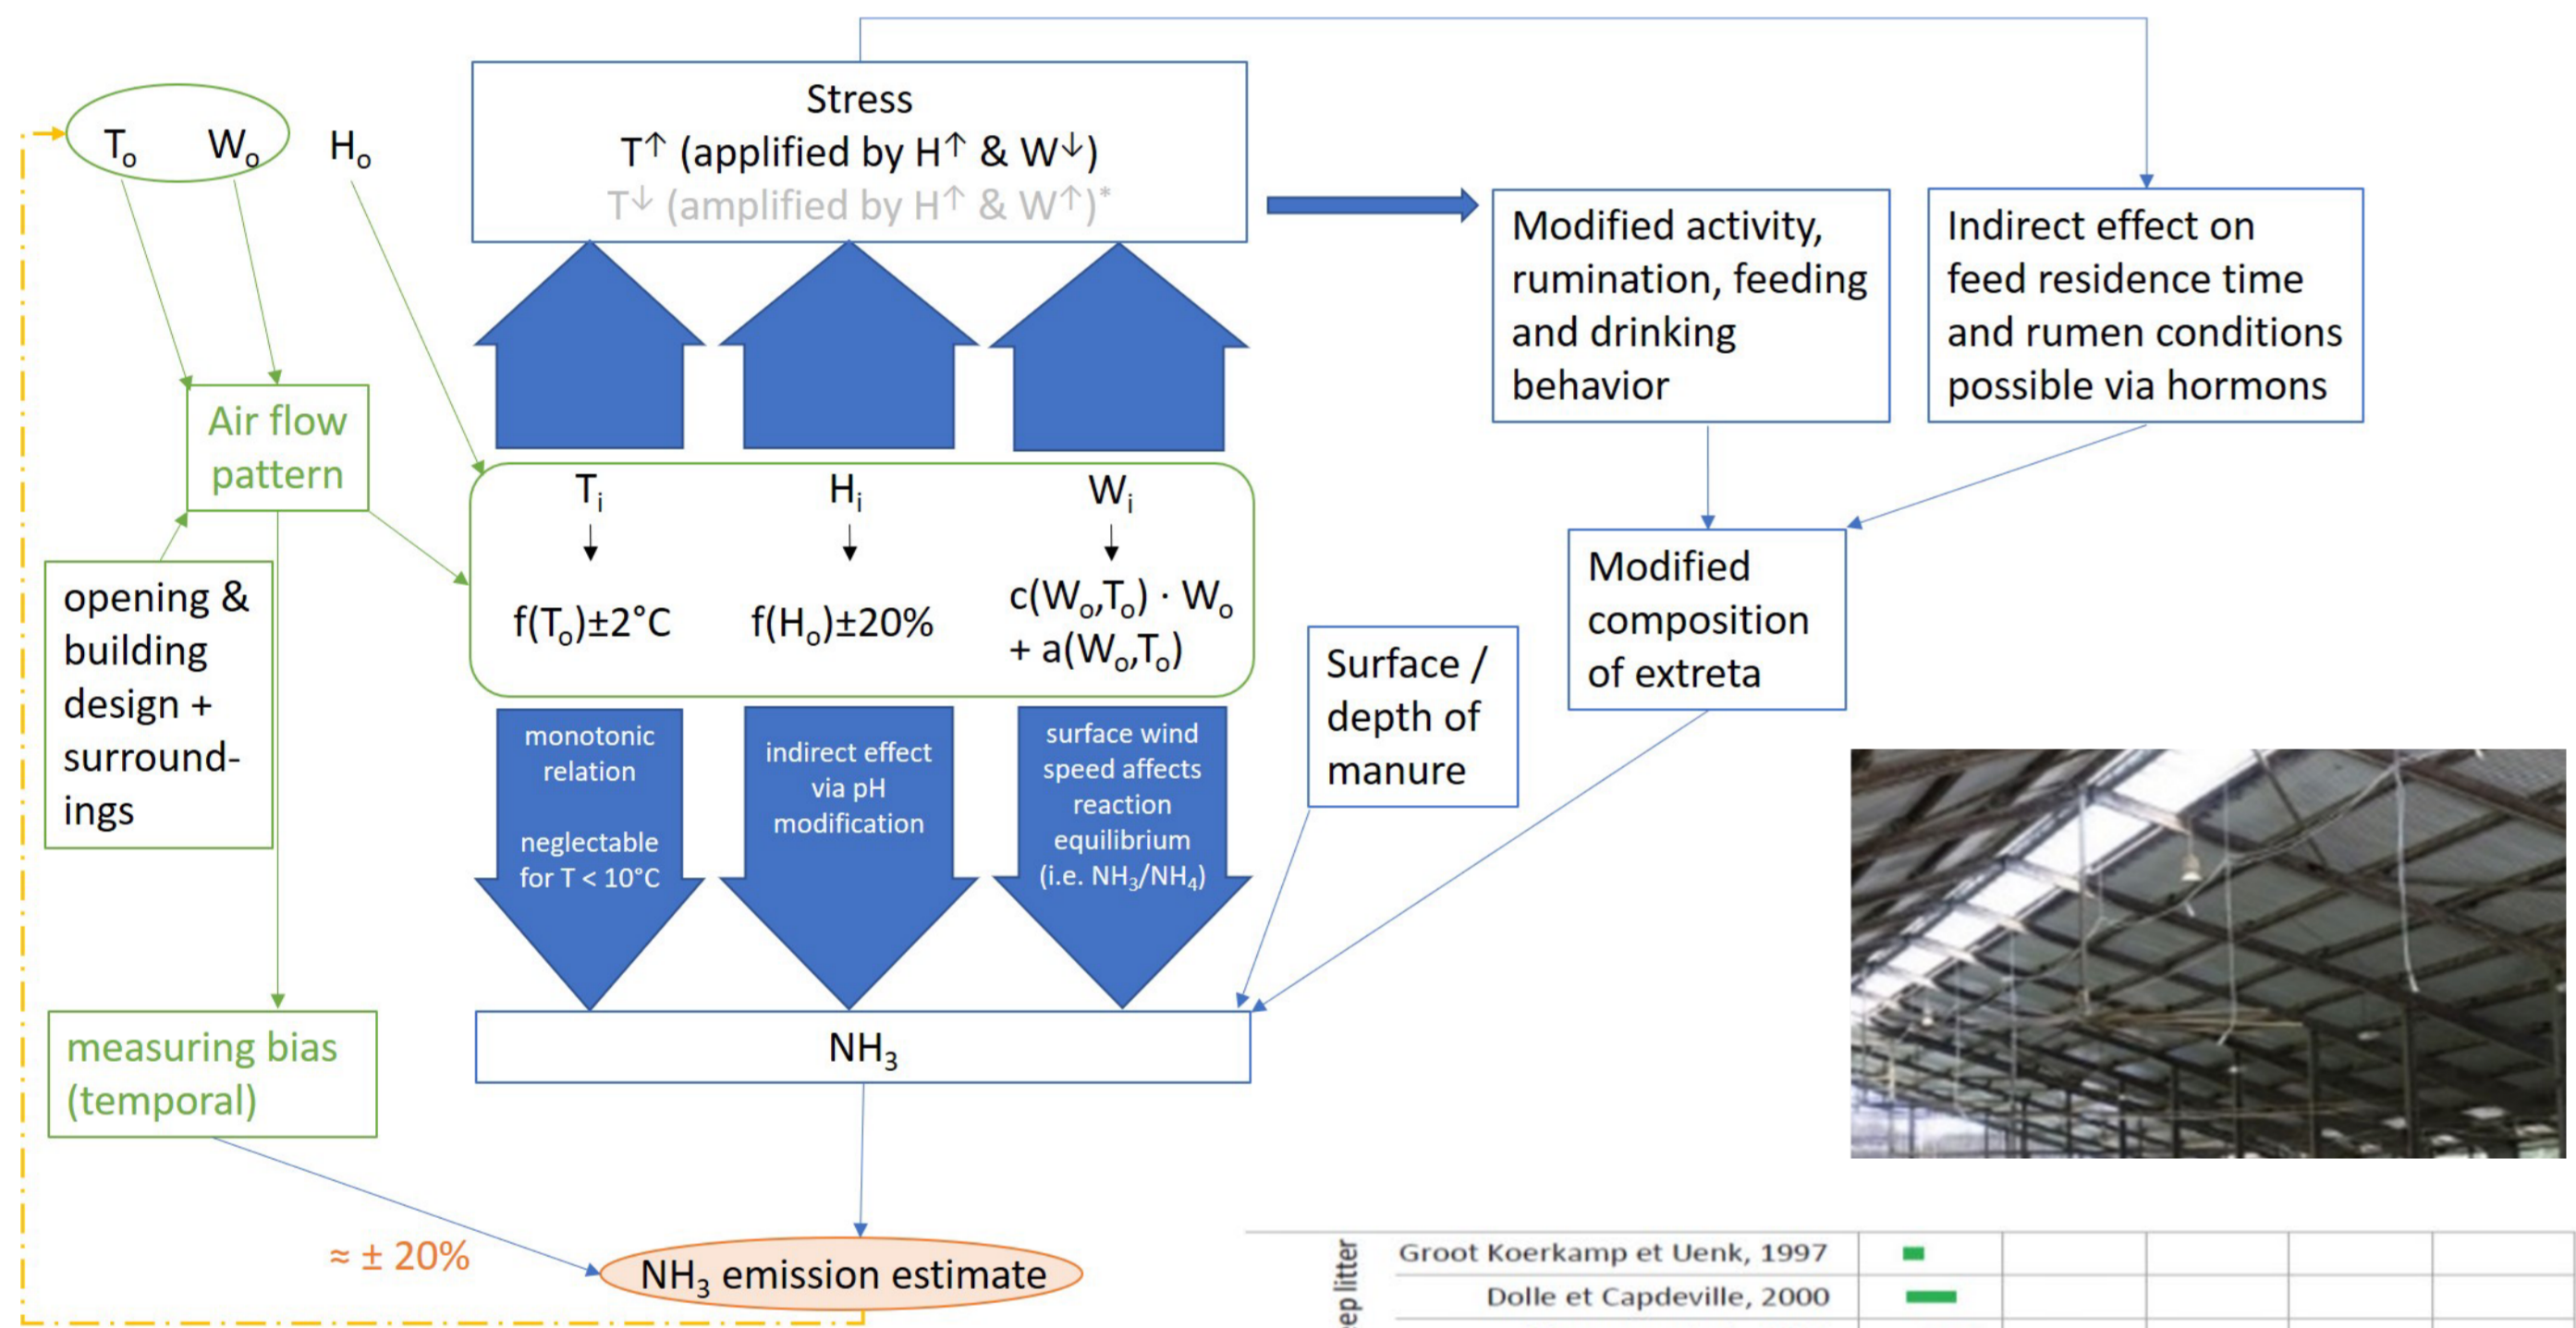 T₀ W₀ H₀
Stress
T↑ (applified by H↑ & W↓)
T↓ (amplified by H↑ & W↑)*
Modified activity,
rumination, feeding
and drinking
behavior
Indirect effect on
feed residence time
and rumen conditions
possible via hormons
Air flow
pattern
opening &
building
design +
surround-
ings
Tᵢ
f(Tₒ)±2°C
Hᵢ
f(Hₒ)±20%
Wᵢ
c(Wₒ,Tₒ) · Wₒ
+ a(Wₒ,Tₒ)
Surface /
depth of
manure
Modified
composition
of extreta
monotonic
relation
neglectable
for T < 10°C
indirect effect
via pH
modification
surface wind
speed affects
reaction
equilibrium
(i.e. NH₃/NH₄)
measuring bias
(temporal)
NH₃
≈ ± 20%
NH₃ emission estimate
Groot Koerkamp et Uenk, 1997
Dolle et Capdeville, 2000
litter